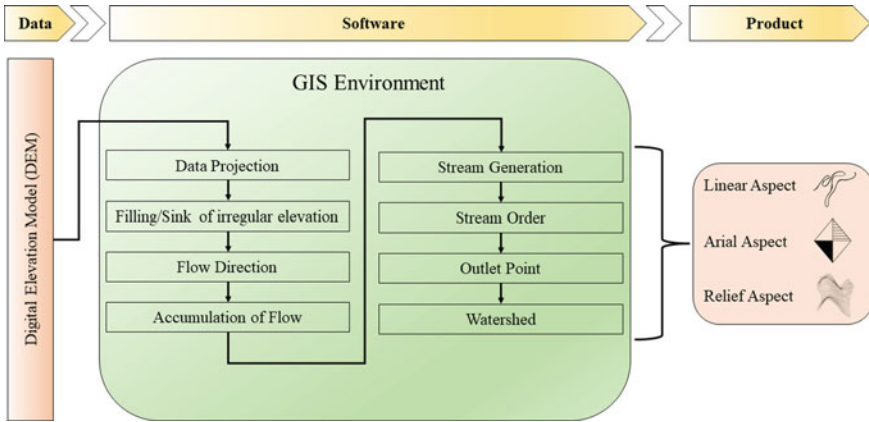 Data
Software
Product
Digital Elevation Model (DEM)
GIS Environment
Data Projection
Filling/Sink of irregular elevation
Flow Direction
Accumulation of Flow
Stream Generation
Stream Order
Outlet Point
Watershed
Linear Aspect
Arial Aspect
Relief Aspect